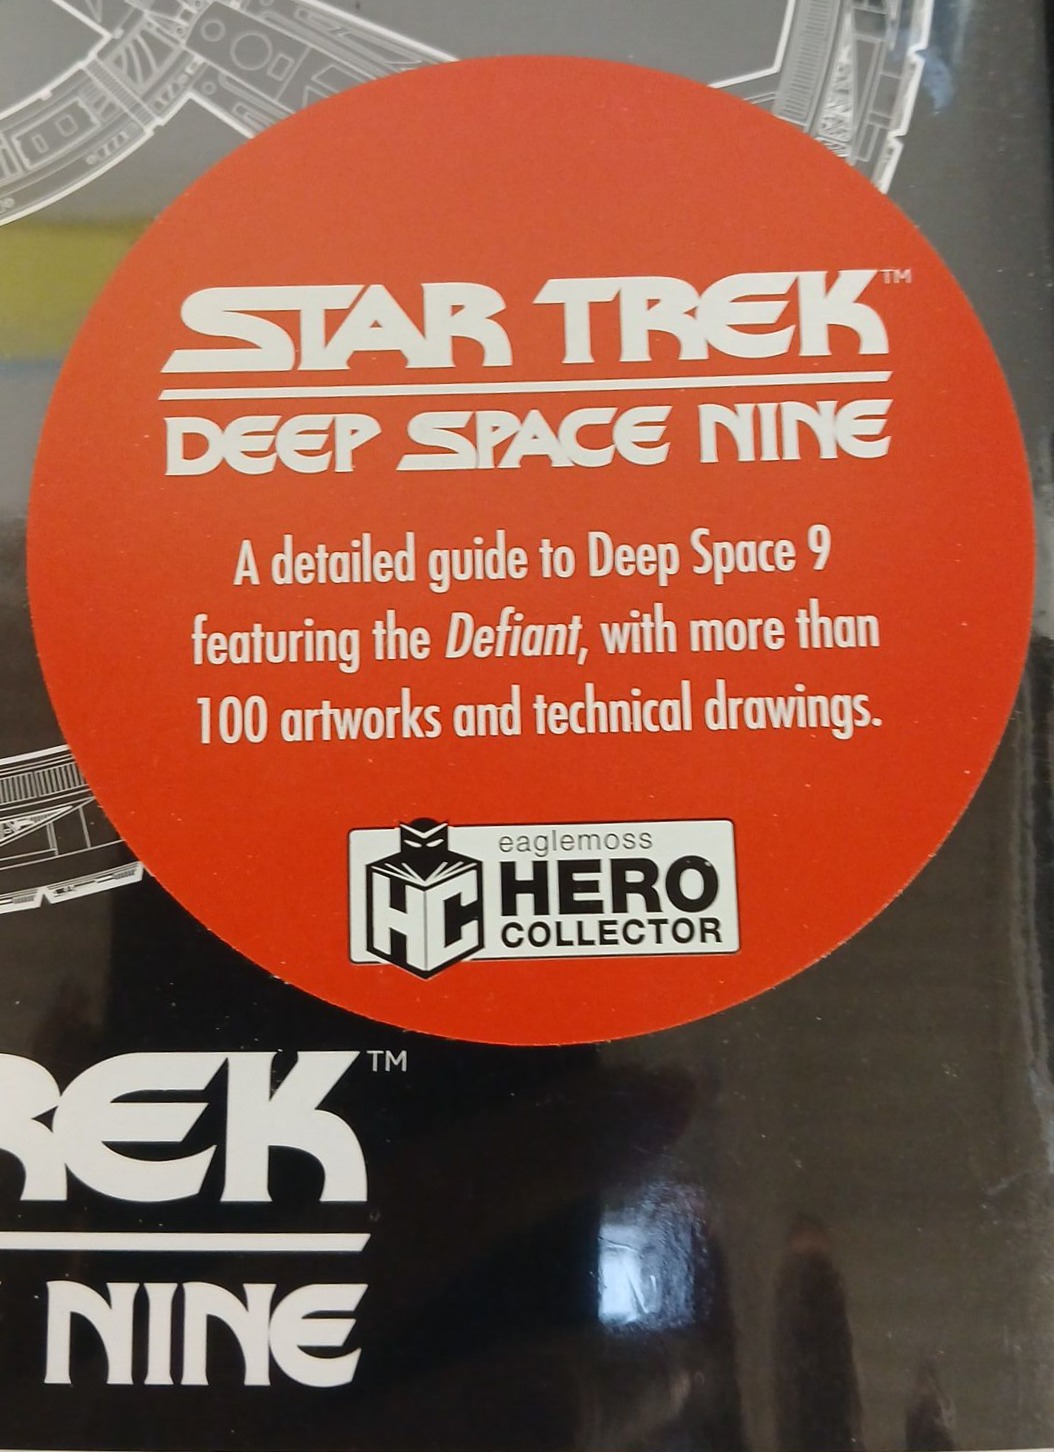 STAR TREK™
DEEP SPACE NINE
A detailed guide to Deep Space 9
featuring the Defiant, with more than
100 artworks and technical drawings.
HC
eaglemoss
HERO
COLLECTOR
REK™
NINE